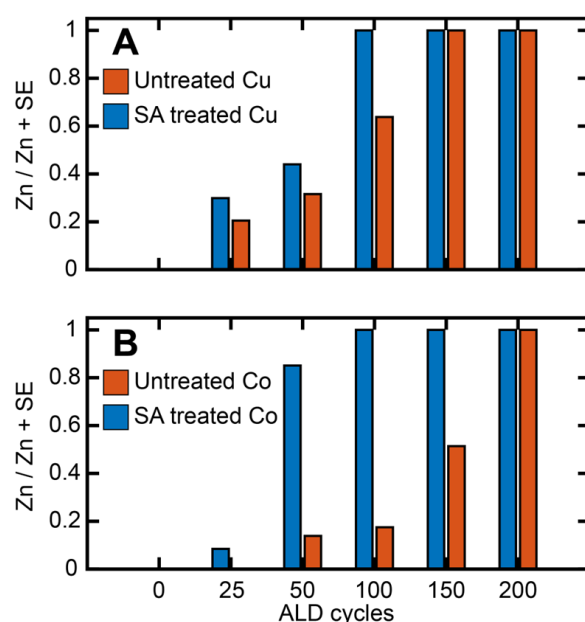 A
Untreated Cu
SA treated Cu
Zn / Zn + SE
1
0.8
0.6
0.4
0.2
0
B
Untreated Co
SA treated Co
Zn / Zn + SE
1
0.8
0.6
0.4
0.2
0
0 25 50 100 150 200
ALD cycles